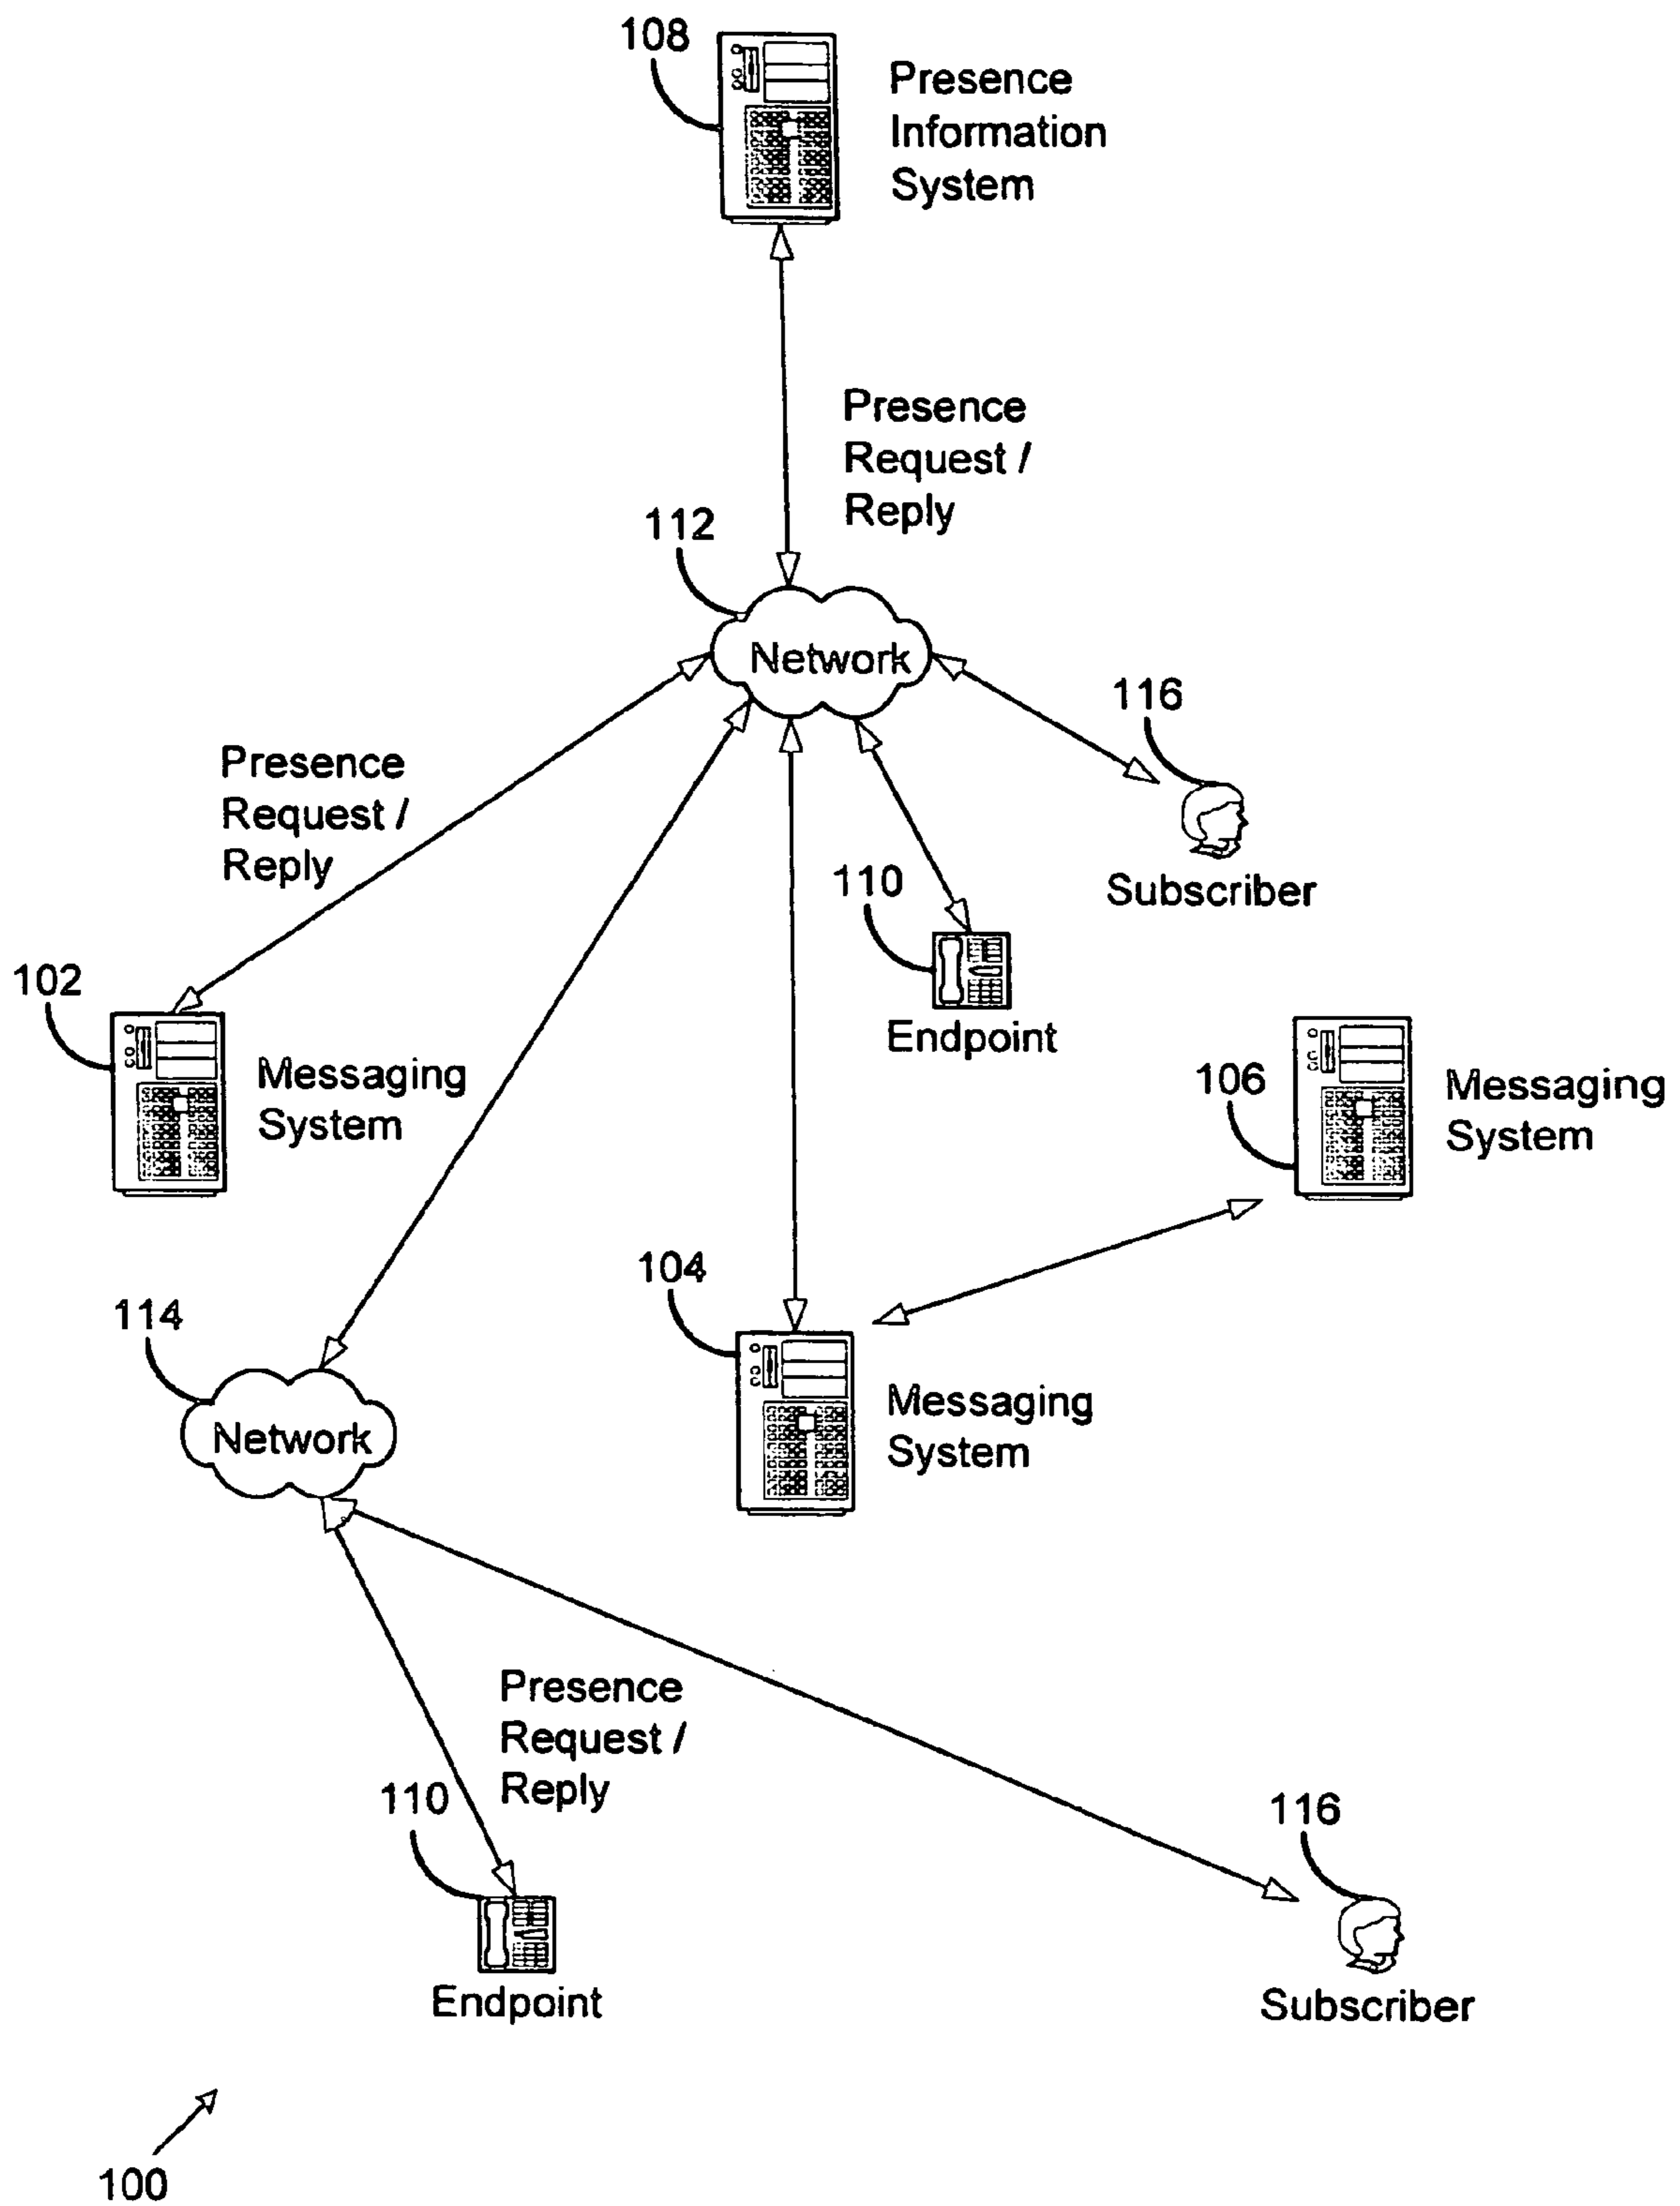 108
Presence
Information
System
Presence
Request /
Reply
112
Network
116
Presence
Request /
Reply
110
Subscriber
102
Endpoint
Messaging
System
106
Messaging
System
104
114
Network
Messaging
System
Presence
Request /
Reply
110
116
Endpoint
Subscriber
100